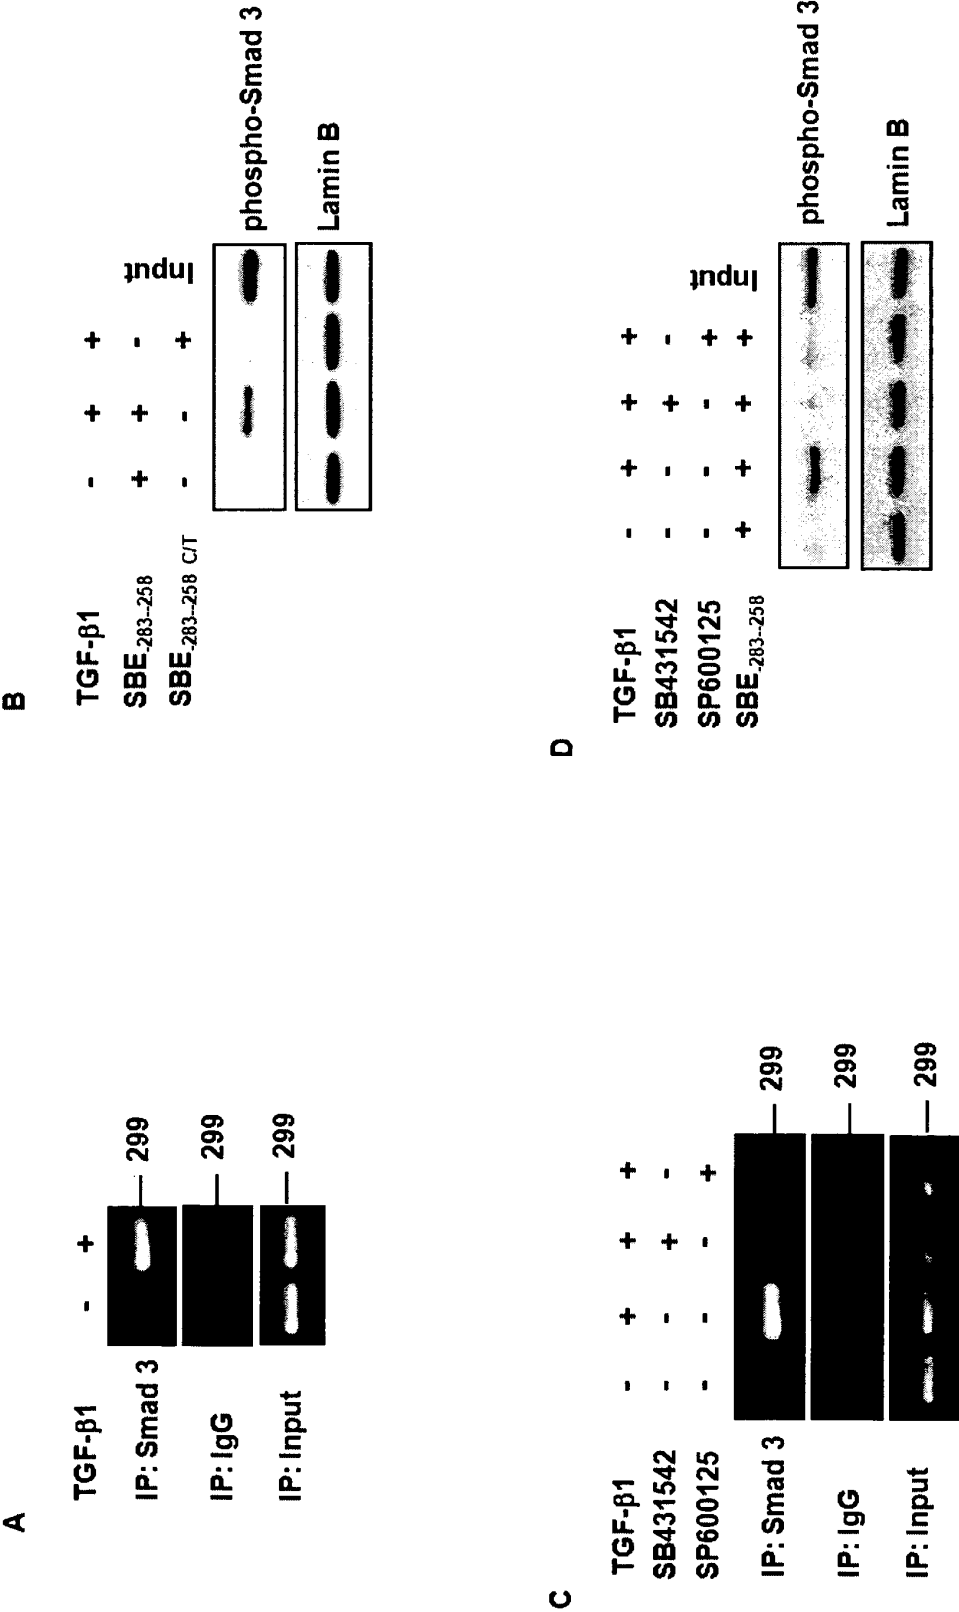 A
TGF-β1 - +
IP: Smad 3 299
IP: IgG 299
IP: Input 299
B
TGF-β1 - + +
SBE-283--258 + + -
SBE-283--258 C/T - - +
Input
phospho-Smad 3
Lamin B
C
TGF-β1 - + + +
SB431542 - - + -
SP600125 - - - +
IP: Smad 3 299
IP: IgG 299
IP: Input 299
D
TGF-β1 - + + +
SB431542 - - + -
SP600125 - - - +
SBE-283--258 + + + +
Input
phospho-Smad 3
Lamin B